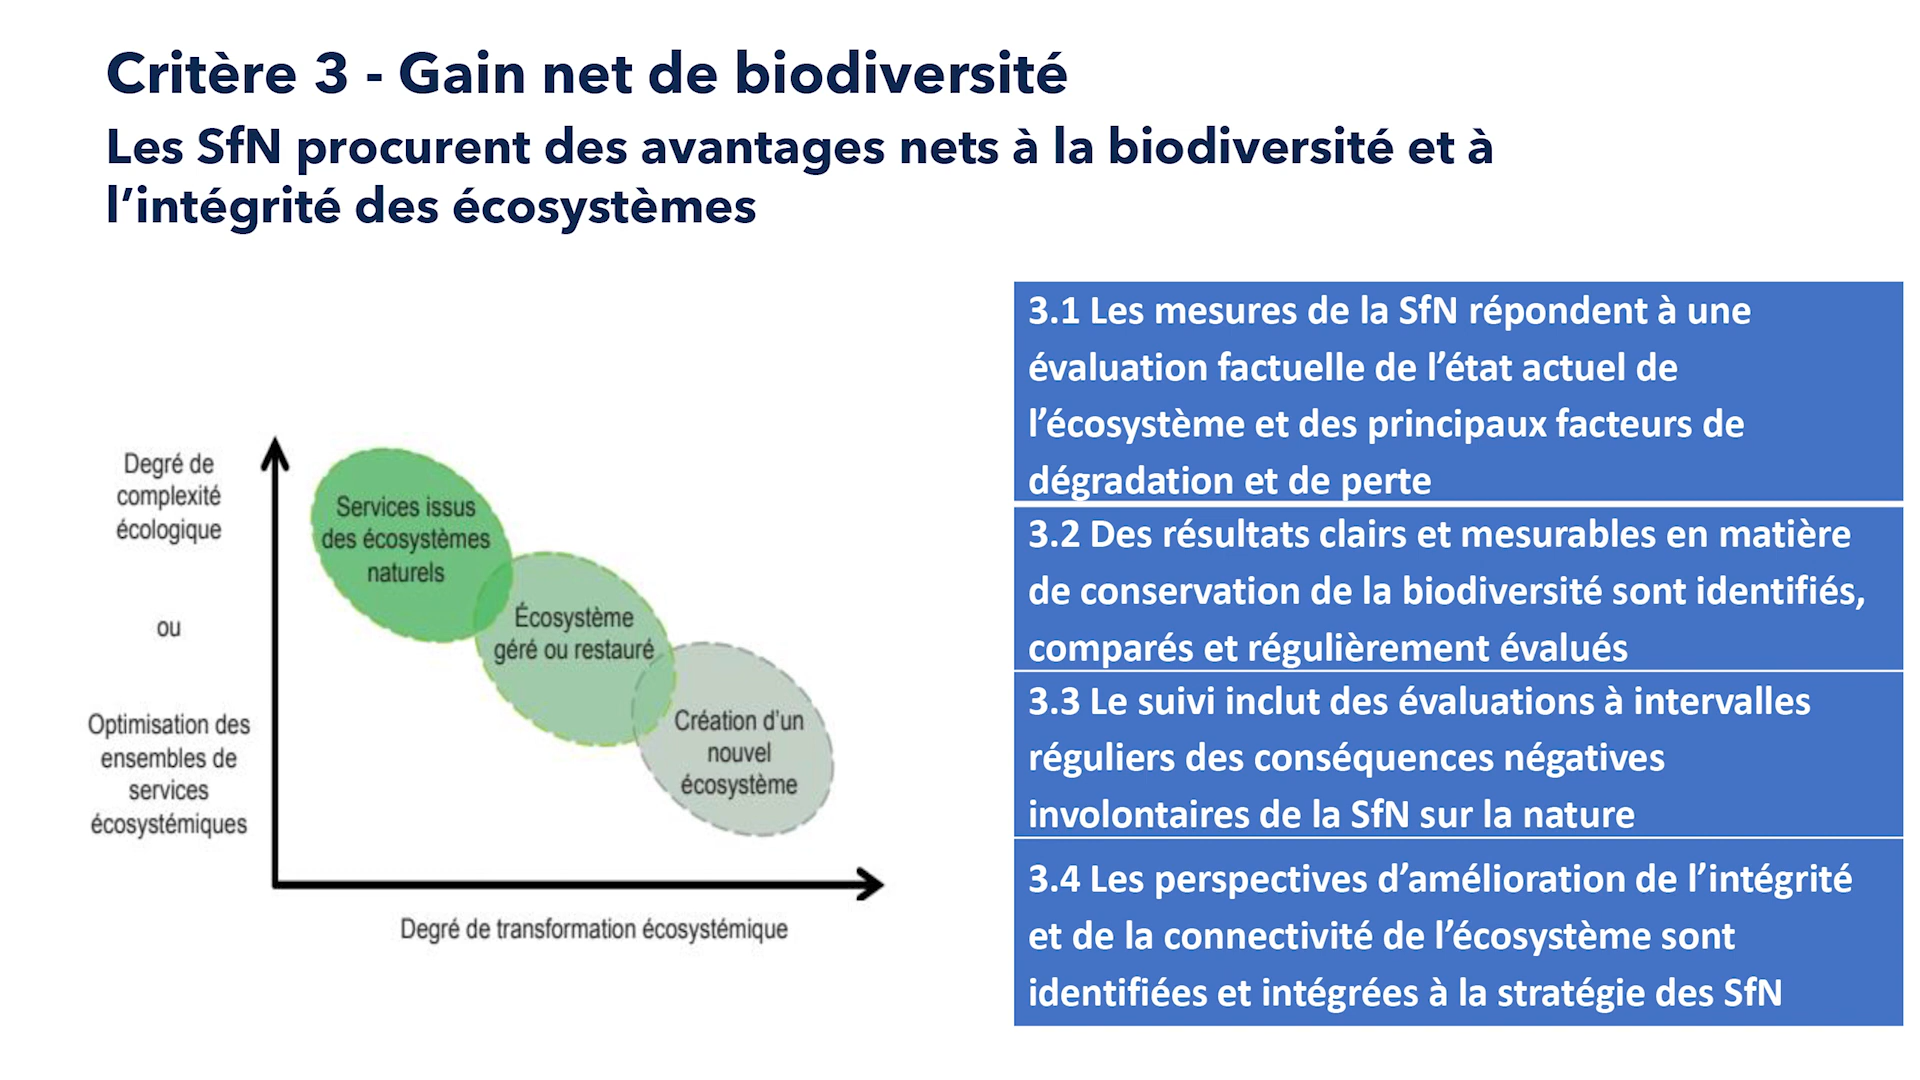 Critère 3 - Gain net de biodiversité
Les SfN procurent des avantages nets à la biodiversité et à
l’intégrité des écosystèmes
Degré de
complexité
écologique
ou
Optimisation des
ensembles de
services
écosystémiques
Services issus
des écosystèmes
naturels
Écosystème
géré ou restauré
Création d’un
nouvel
écosystème
Degré de transformation écosystémique
3.1 Les mesures de la SfN répondent à une
évaluation factuelle de l’état actuel de
l’écosystème et des principaux facteurs de
dégradation et de perte
3.2 Des résultats clairs et mesurables en matière
de conservation de la biodiversité sont identifiés,
comparés et régulièrement évalués
3.3 Le suivi inclut des évaluations à intervalles
réguliers des conséquences négatives
involontaires de la SfN sur la nature
3.4 Les perspectives d’amélioration de l’intégrité
et de la connectivité de l’écosystème sont
identifiées et intégrées à la stratégie des SfN